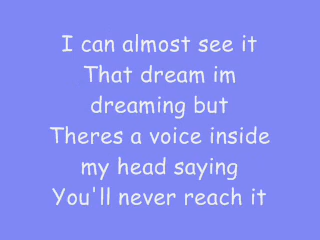 I can almost see it
That dream im
dreaming but
Theres a voice inside
my head saying
You'll never reach it